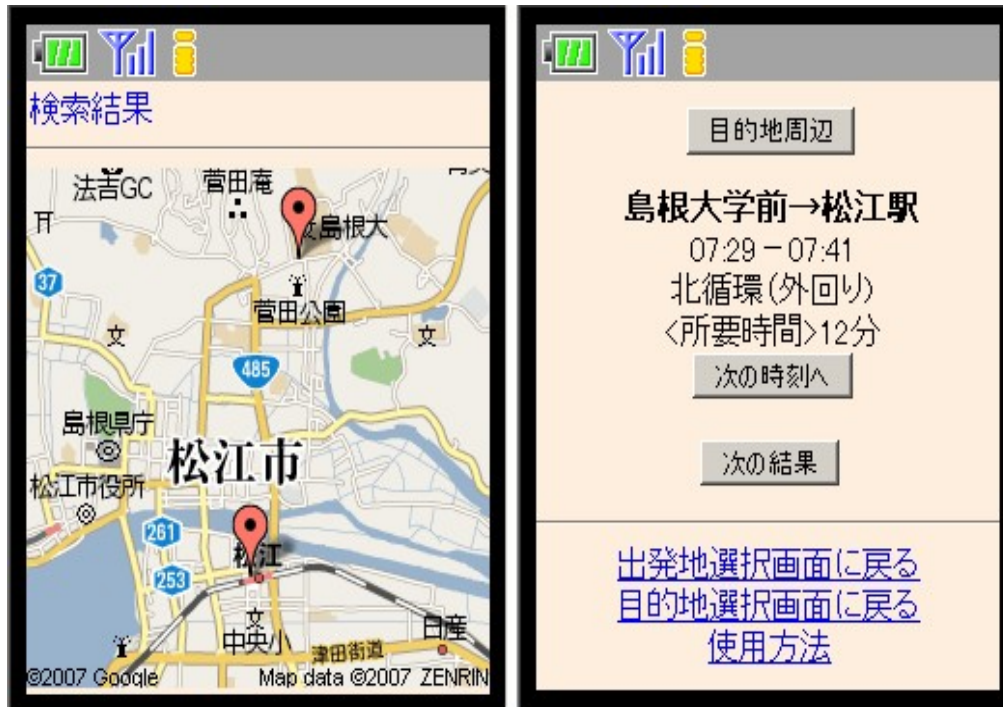 検索結果
法吉GC
菅田庵
島根大
37
菅田公園
文
文
485
島根県庁
松江市
松江市役所
261
松江
253
文
中央小
日産
津田街道
©2007 Google
Map data ©2007 ZENRIN
目的地周辺
島根大学前→松江駅
07:29－07:41
北循環(外回り)
<所要時間>12分
次の時刻へ
次の結果
出発地選択画面に戻る
目的地選択画面に戻る
使用方法